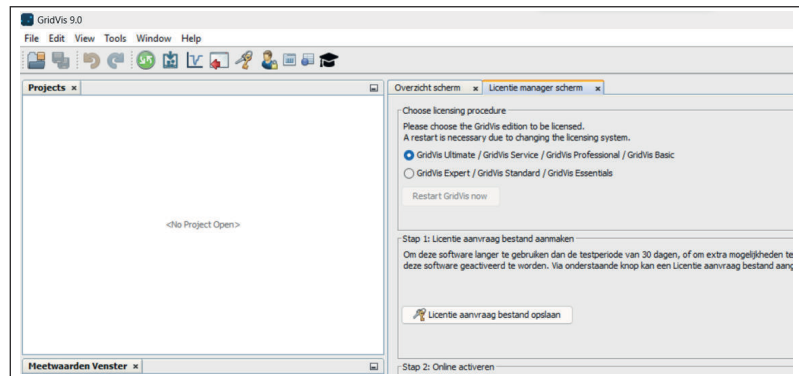 GridVis 9.0
File Edit View Tools Window Help
Projects
Overzicht scherm Licentie manager scherm
Choose licensing procedure
Please choose the GridVis edition to be licensed.
A restart is necessary due to changing the licensing system.
GridVis Ultimate / GridVis Service / GridVis Professional / GridVis Basic
GridVis Expert / GridVis Standard / GridVis Essentials
Restart GridVis now
<No Project Open>
Stap 1: Licentie aanvraag bestand aanmaken
Om deze software langer te gebruiken dan de testperiode van 30 dagen, of om extra mogelijkheden te
deze software geactiveerd te worden. Via onderstaande knop kan een Licentie aanvraag bestand aang
Licentie aanvraag bestand opslaan
Meetwaarden Venster
Stap 2: Online activeren